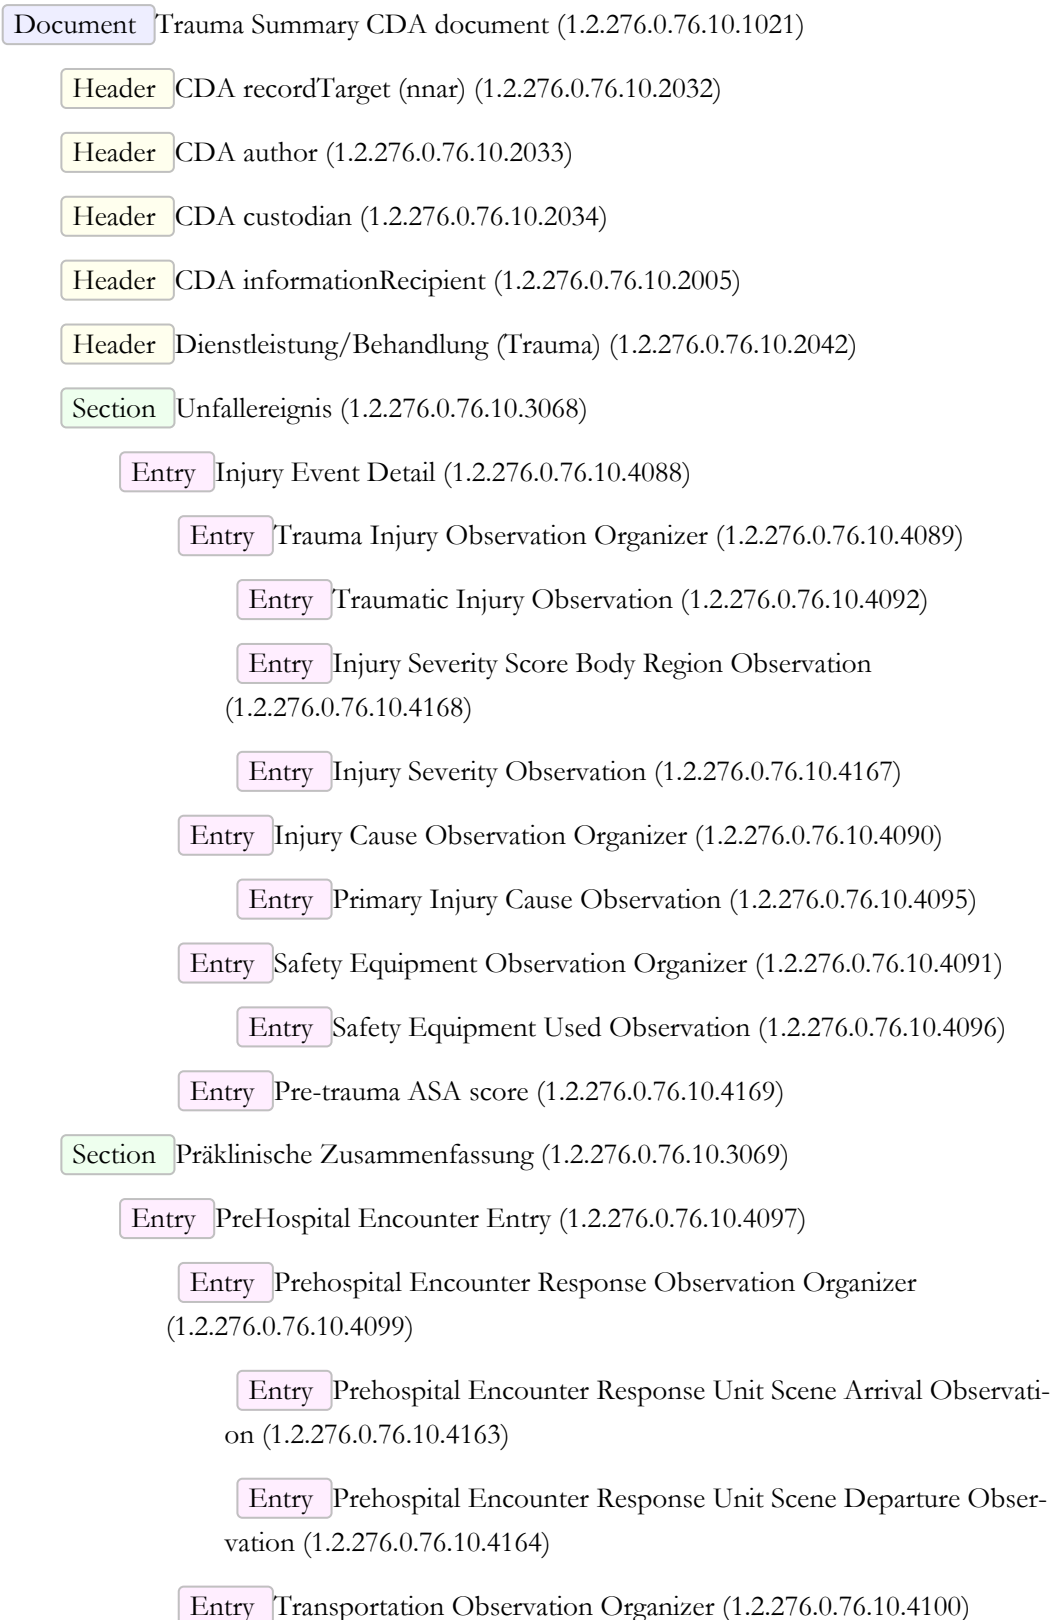 Document Trauma Summary CDA document (1.2.276.0.76.10.1021)
Header CDA recordTarget (nnar) (1.2.276.0.76.10.2032)
Header CDA author (1.2.276.0.76.10.2033)
Header CDA custodian (1.2.276.0.76.10.2034)
Header CDA informationRecipient (1.2.276.0.76.10.2005)
Header Dienstleistung/Behandlung (Trauma) (1.2.276.0.76.10.2042)
Section Unfallereignis (1.2.276.0.76.10.3068)
Entry Injury Event Detail (1.2.276.0.76.10.4088)
Entry Trauma Injury Observation Organizer (1.2.276.0.76.10.4089)
Entry Traumatic Injury Observation (1.2.276.0.76.10.4092)
Entry Injury Severity Score Body Region Observation
(1.2.276.0.76.10.4168)
Entry Injury Severity Observation (1.2.276.0.76.10.4167)
Entry Injury Cause Observation Organizer (1.2.276.0.76.10.4090)
Entry Primary Injury Cause Observation (1.2.276.0.76.10.4095)
Entry Safety Equipment Observation Organizer (1.2.276.0.76.10.4091)
Entry Safety Equipment Used Observation (1.2.276.0.76.10.4096)
Entry Pre-trauma ASA score (1.2.276.0.76.10.4169)
Section Präklinische Zusammenfassung (1.2.276.0.76.10.3069)
Entry PreHospital Encounter Entry (1.2.276.0.76.10.4097)
Entry Prehospital Encounter Response Observation Organizer
(1.2.276.0.76.10.4099)
Entry Prehospital Encounter Response Unit Scene Arrival Observati-
on (1.2.276.0.76.10.4163)
Entry Prehospital Encounter Response Unit Scene Departure Obser-
vation (1.2.276.0.76.10.4164)
Entry Transportation Observation Organizer (1.2.276.0.76.10.4100)